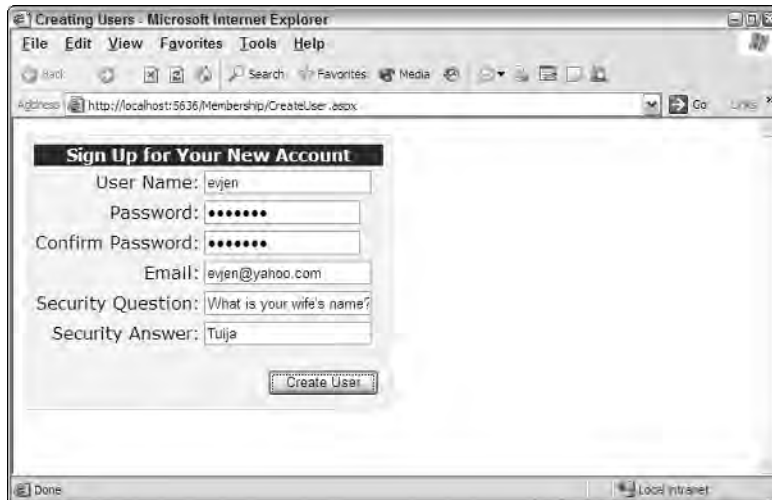 Creating Users - Microsoft Internet Explorer
File Edit View Favorites Tools Help
Back Search Favorites Media
Address http://localhost:5636/Membership/CreateUser.aspx Go Links »
Sign Up for Your New Account
User Name: evjen
Password: •••••••
Confirm Password: •••••••
Email: evjen@yahoo.com
Security Question: What is your wife's name?
Security Answer: Tuija
Create User
Done Local intranet